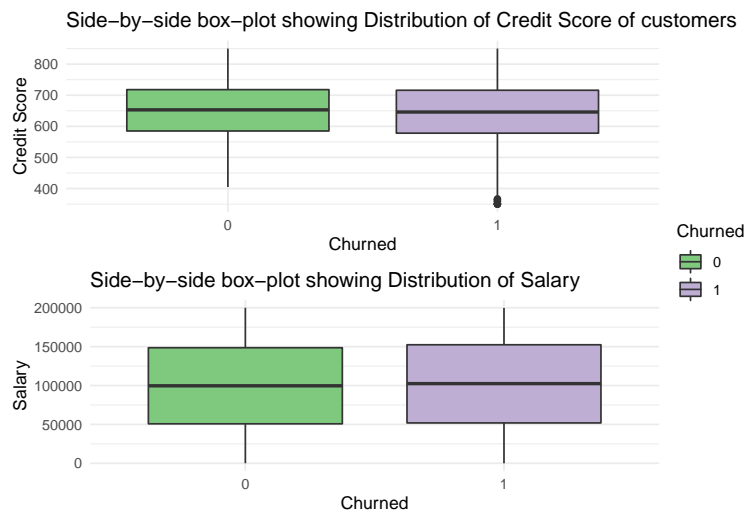 Side−by−side box−plot showing Distribution of Credit Score of customers
800
700
600
500
400
Credit Score
0
1
Churned
Churned
0
1
Side−by−side box−plot showing Distribution of Salary
200000
150000
100000
50000
0
Salary
0
1
Churned